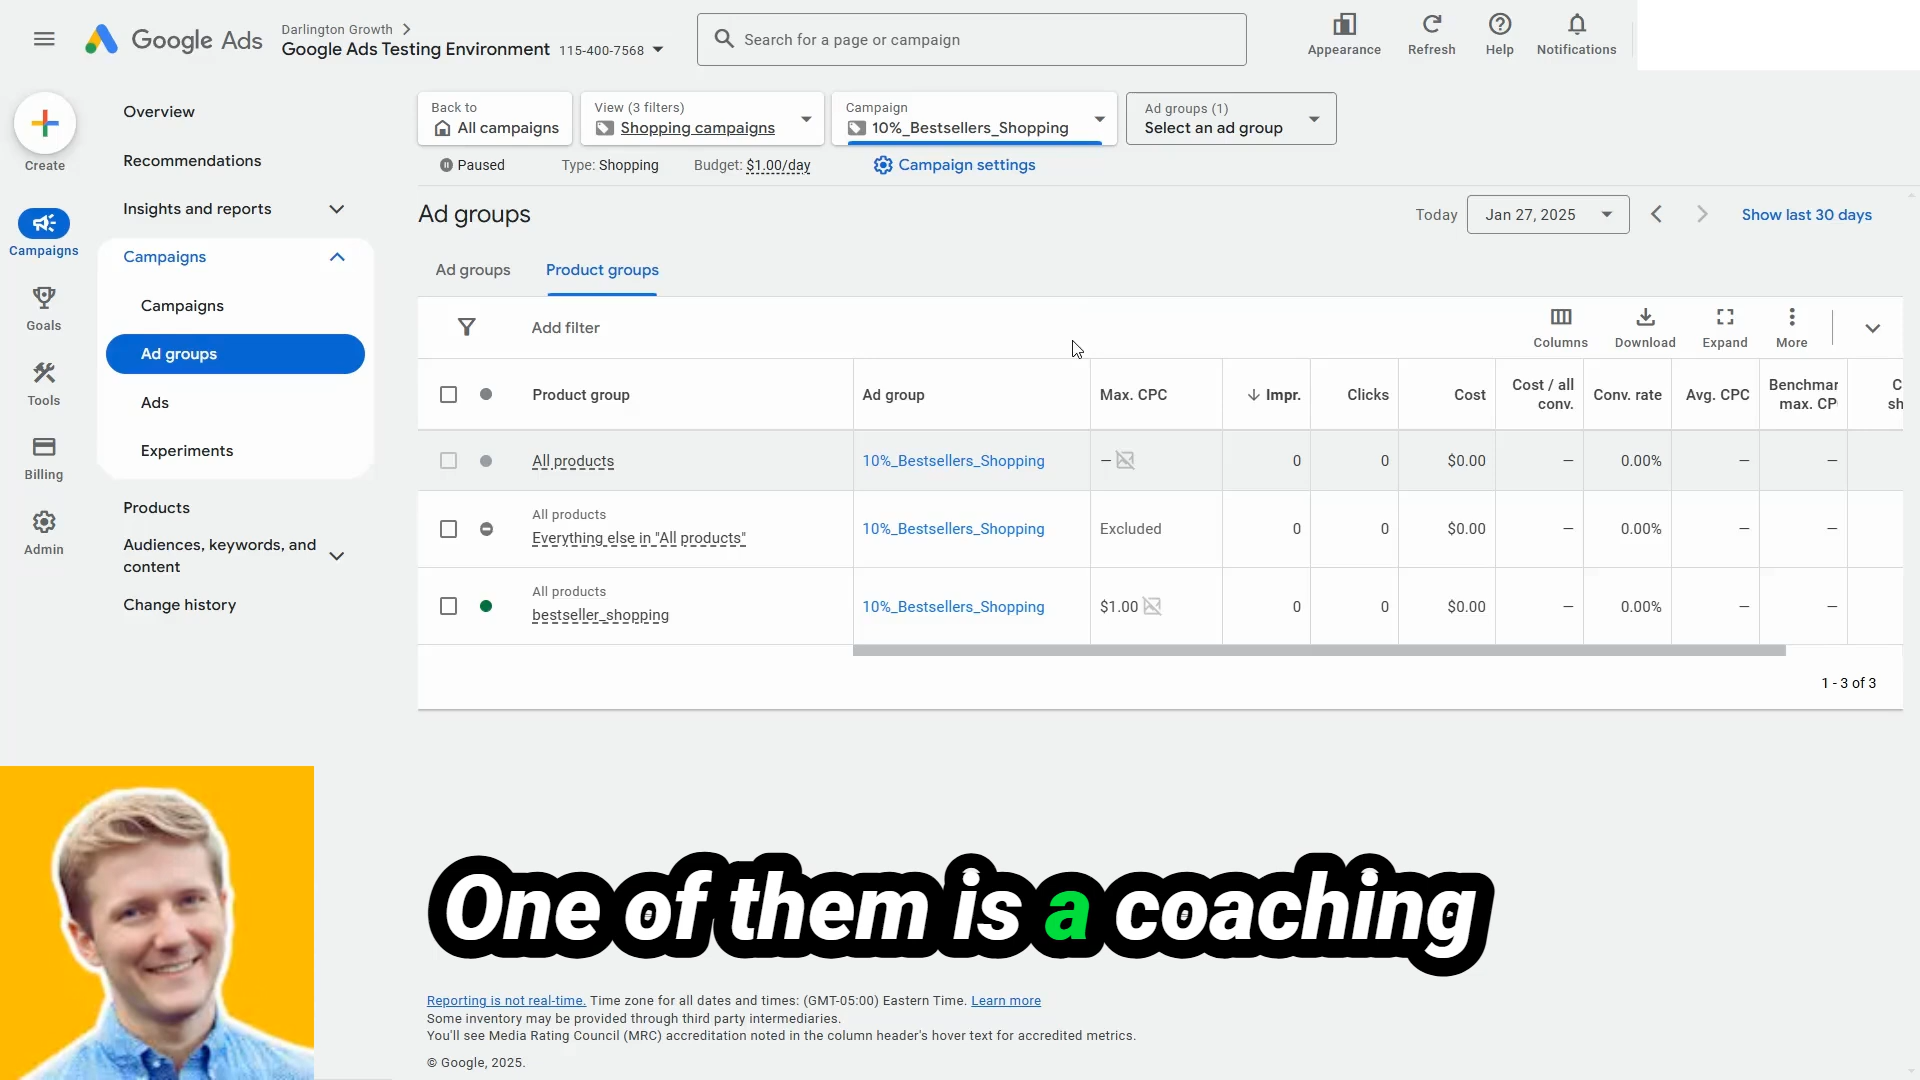 Google Ads
Darlington Growth
Google Ads Testing Environment 115-400-7568
Search for a page or campaign
Appearance
Refresh
Help
Notifications
Create
Campaigns
Goals
Tools
Billing
Admin
Overview
Recommendations
Insights and reports
Campaigns
Campaigns
Ad groups
Ads
Experiments
Products
Audiences, keywords, and
content
Change history
Back to
All campaigns
View (3 filters)
Shopping campaigns
Campaign
10%_Bestsellers_Shopping
Ad groups (1)
Select an ad group
Paused
Type: Shopping
Budget: $1.00/day
Campaign settings
Ad groups
Today
Jan 27, 2025
Show last 30 days
Ad groups
Product groups
Add filter
Columns
Download
Expand
More
Product group
Ad group
Max. CPC
Impr.
Clicks
Cost
Cost / all
conv.
Conv. rate
Avg. CPC
Benchmar
max. CP
C
sh
All products
10%_Bestsellers_Shopping
—
0
0
$0.00
—
0.00%
—
—
All products
Everything else in "All products"
10%_Bestsellers_Shopping
Excluded
0
0
$0.00
—
0.00%
—
—
All products
bestseller_shopping
10%_Bestsellers_Shopping
$1.00
0
0
$0.00
—
0.00%
—
—
1 - 3 of 3
One of them is a coaching
Reporting is not real-time. Time zone for all dates and times: (GMT-05:00) Eastern Time. Learn more
Some inventory may be provided through third party intermediaries.
You'll see Media Rating Council (MRC) accreditation noted in the column header's hover text for accredited metrics.
© Google, 2025.